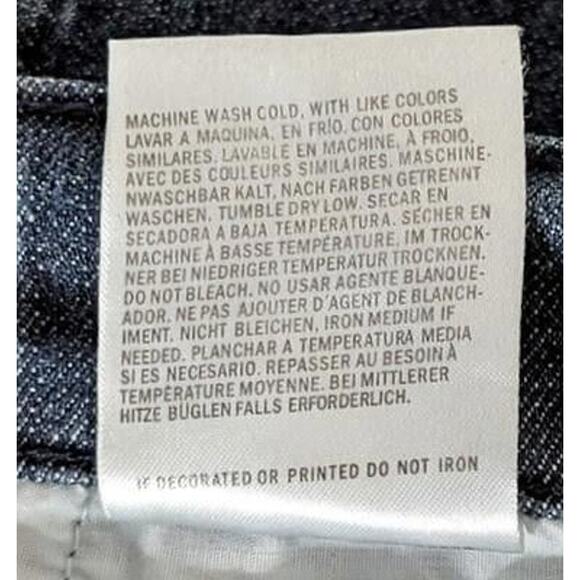 MACHINE WASH COLD, WITH LIKE COLORS
LAVAR A MAQUINA, EN FRÍO, CON COLORES
SIMILARES. LAVABLE EN MACHINE, À FROID,
AVEC DES COULEURS SIMILAIRES. MASCHINE-
NWASCHBAR KALT, NACH FARBEN GETRENNT
WASCHEN. TUMBLE DRY LOW. SECAR EN
SECADORA A BAJA TEMPERATURA. SÉCHER EN
MACHINE À BASSE TEMPÉRATURE. IM TROCK-
NER BEI NIEDRIGER TEMPERATUR TROCKNEN.
DO NOT BLEACH. NO USAR AGENTE BLANQUE-
ADOR. NE PAS AJOUTER D'AGENT DE BLANCH-
IMENT. NICHT BLEICHEN. IRON MEDIUM IF
NEEDED. PLANCHAR A TEMPERATURA MEDIA
SI ES NECESARIO. REPASSER AU BESOIN À
TEMPÉRATURE MOYENNE. BEI MITTLERER
HITZE BÜGLEN FALLS ERFORDERLICH.
IF DECORATED OR PRINTED DO NOT IRON